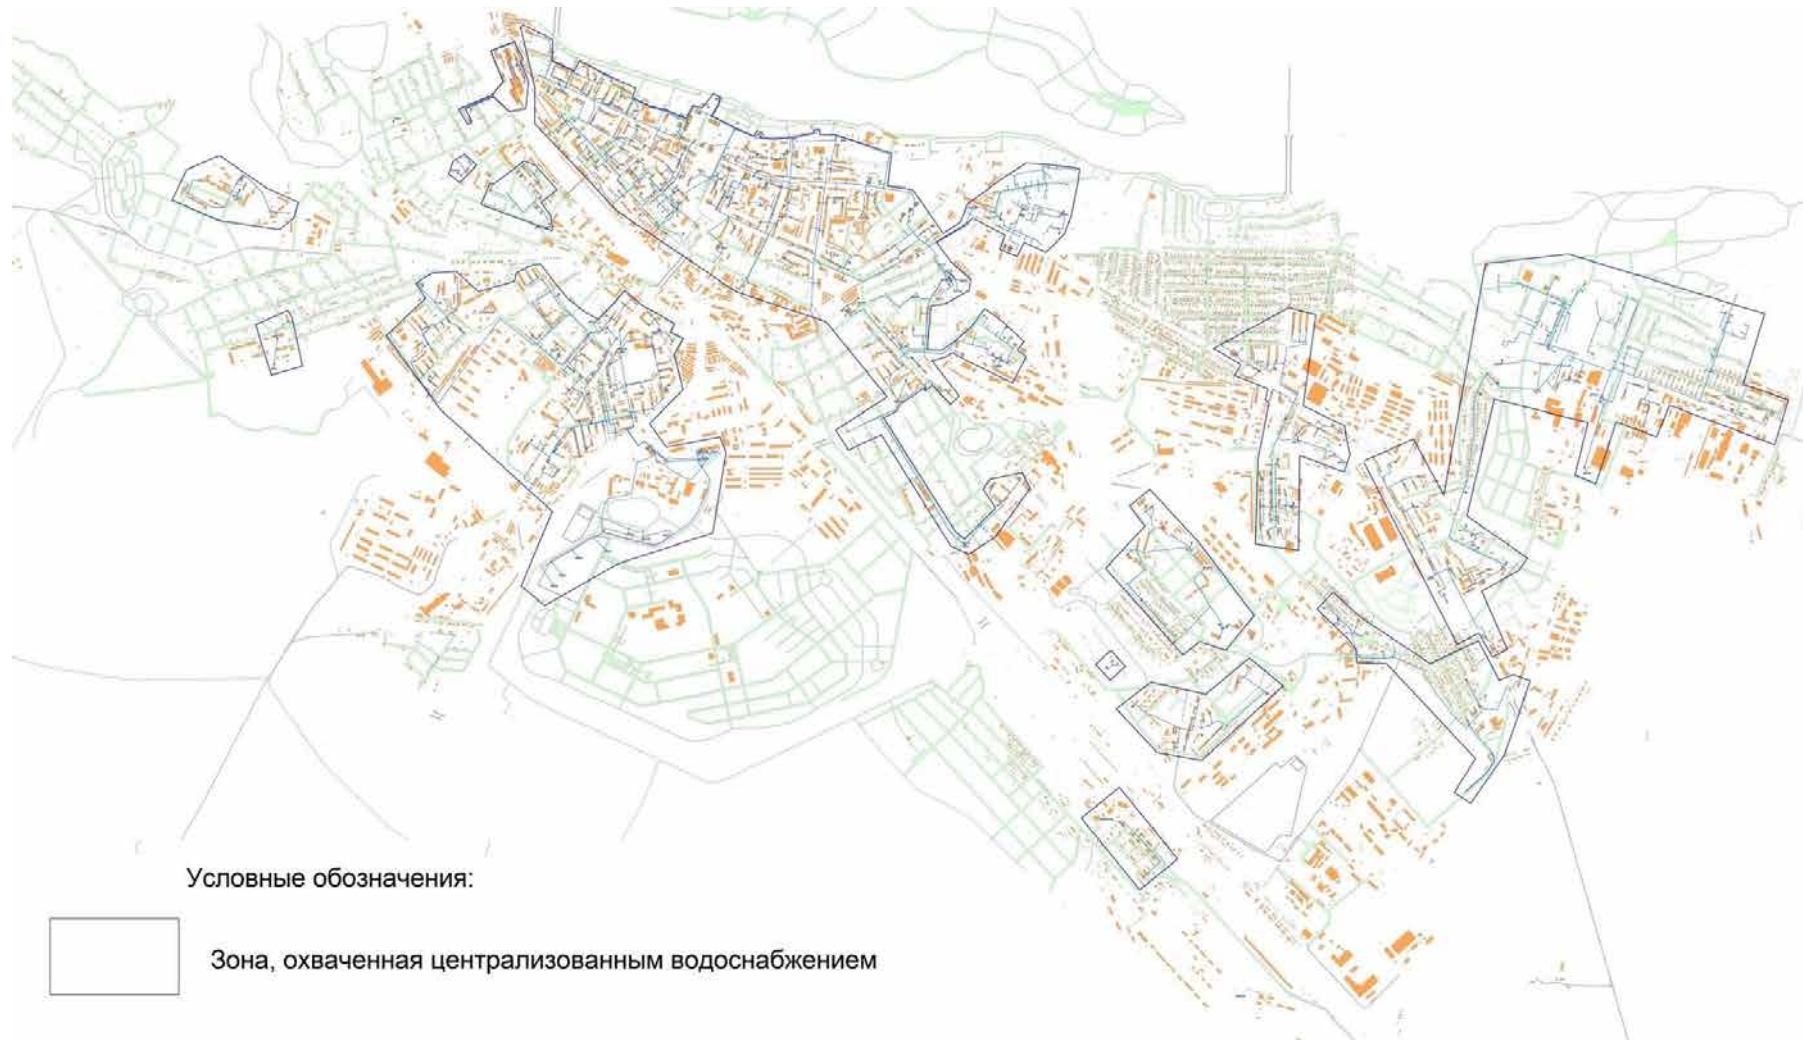 Условные обозначения:
Зона, охваченная централизованным водоснабжением